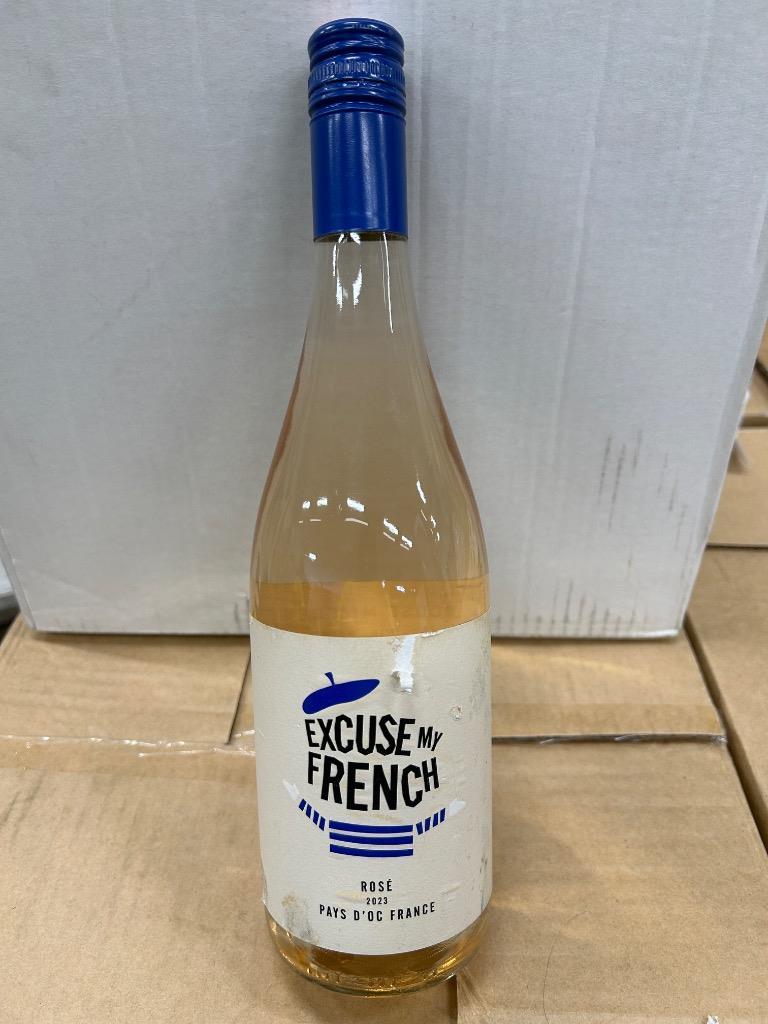 EXCUSE MY
FRENCH
ROSÉ
2023
PAYS D'OC FRANCE